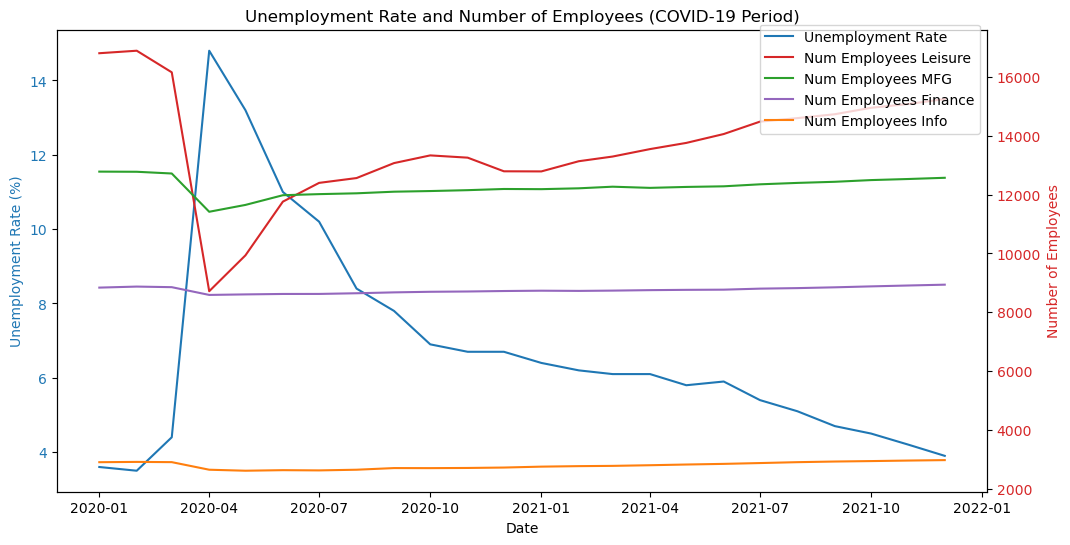 Unemployment Rate and Number of Employees (COVID-19 Period)
Unemployment Rate
Num Employees Leisure
Num Employees MFG
Num Employees Finance
Num Employees Info
Unemployment Rate (%)
14
12
10
8
6
4
16000
14000
12000
10000
8000
6000
4000
2000
Number of Employees
2020-01 2020-04 2020-07 2020-10 2021-01 2021-04 2021-07 2021-10 2022-01
Date